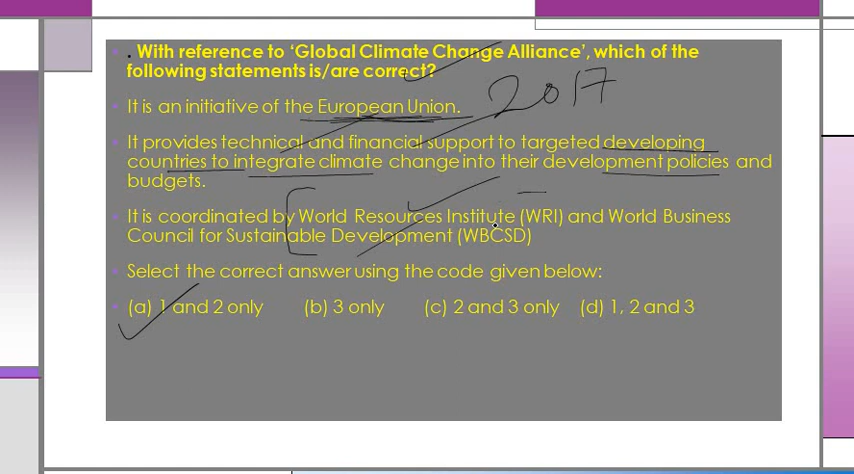 . With reference to ‘Global Climate Change Alliance’, which of the
following statements is/are correct?
It is an initiative of the European Union. 2017
It provides technical and financial support to targeted developing
countries to integrate climate change into their development policies and
budgets.
It is coordinated by World Resources Institute (WRI) and World Business
Council for Sustainable Development (WBCSD)
Select the correct answer using the code given below:
(a) 1 and 2 only (b) 3 only (c) 2 and 3 only (d) 1, 2 and 3